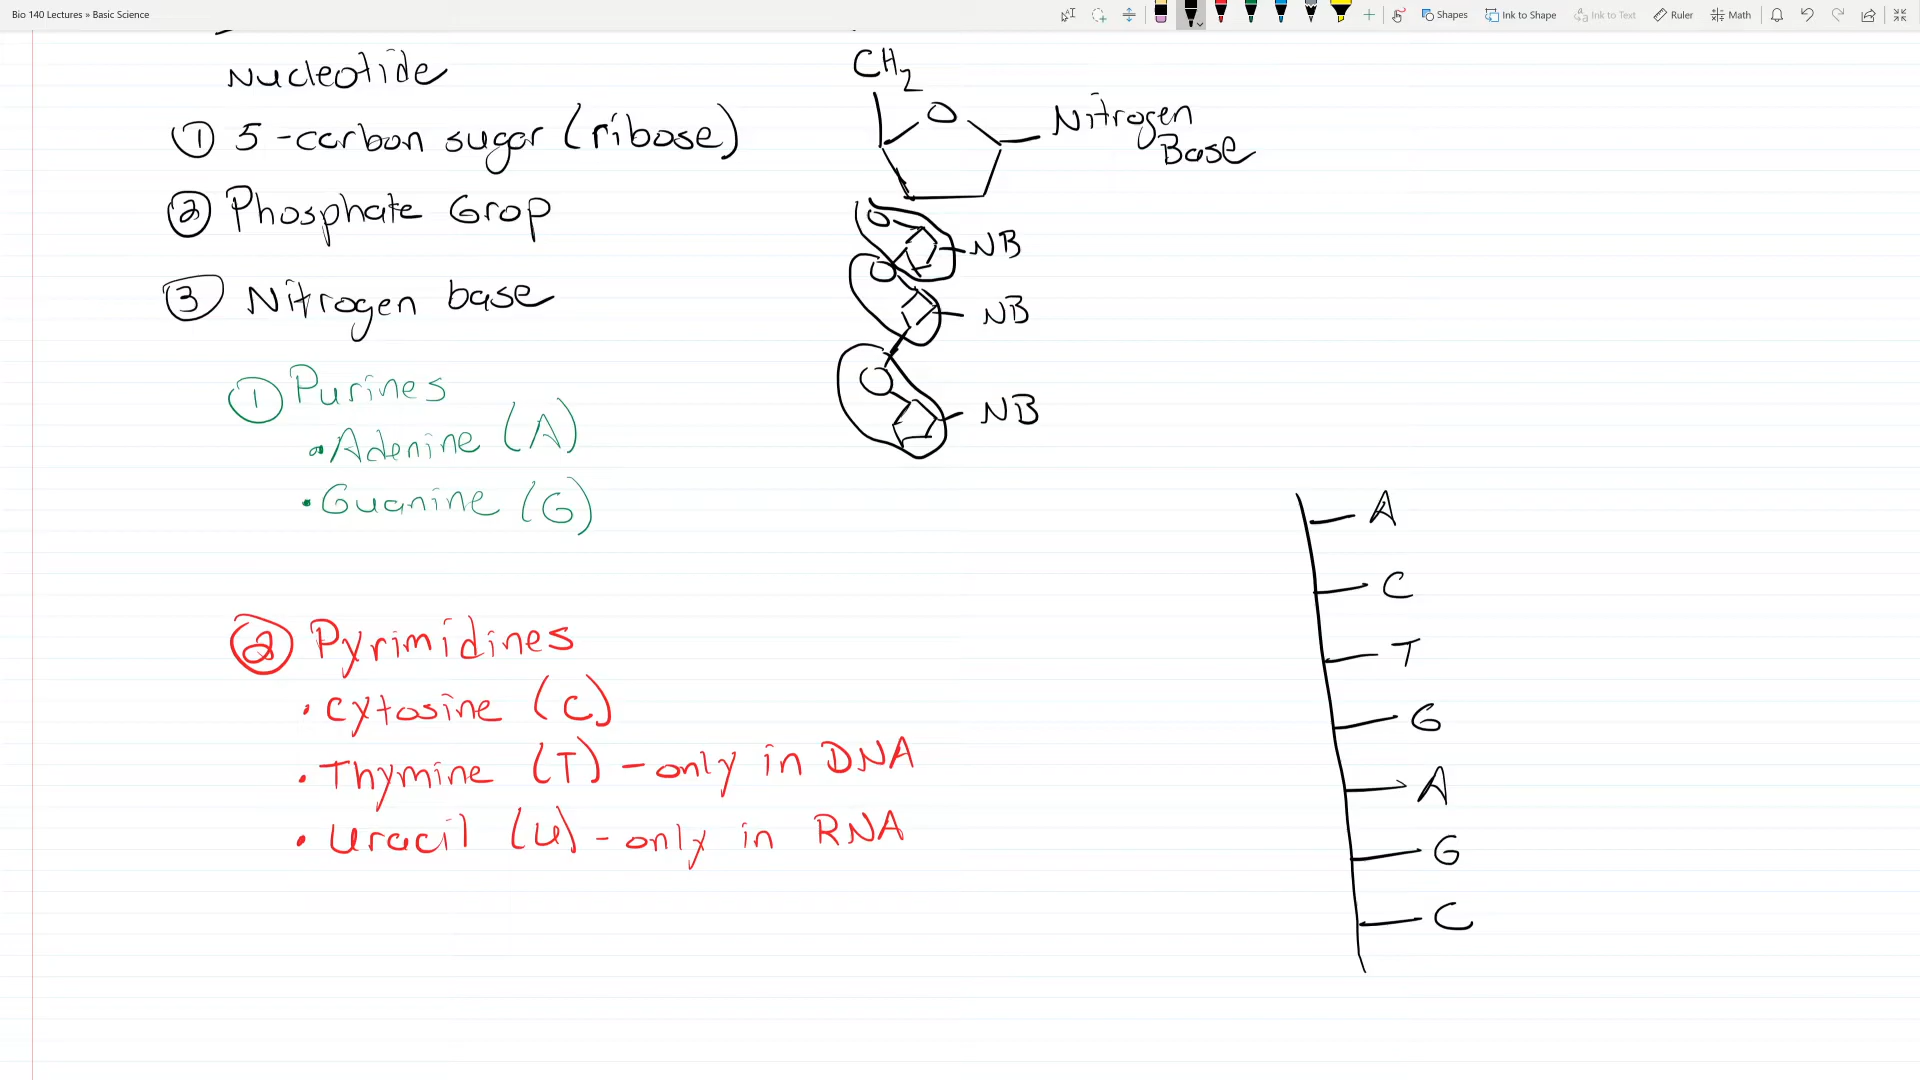 Bio 140 Lectures » Basic Science
Shapes Ink to Shape Ink to Text Ruler Math
Nucleotide
① 5-carbon sugar (ribose)
② Phosphate Grop
③ Nitrogen base
① Purines
• Adenine (A)
• Guanine (G)
② Pyrimidines
• Cytosine (C)
• Thymine (T) - only in DNA
• Uracil (U) - only in RNA
CH2
O
Nitrogen
Base
NB
NB
NB
A
C
T
G
A
G
C